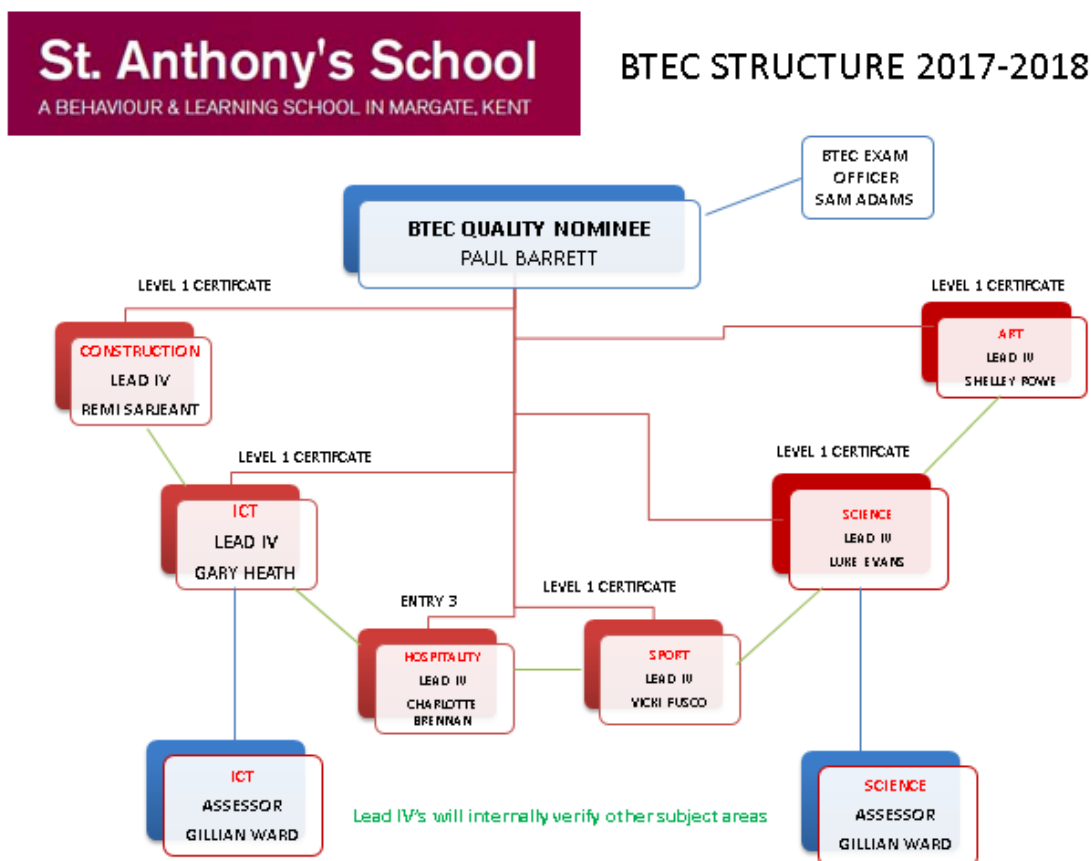 St. Anthony's School
A BEHAVIOUR & LEARNING SCHOOL IN MARGATE, KENT
BTEC STRUCTURE 2017-2018
BTEC EXAM
OFFICER
SAM ADAMS
BTEC QUALITY NOMINEE
PAUL BARRETT
LEVEL 1 CERTIFCATE
CONSTRUCTION
LEAD IV
REMI SARJEANT
LEVEL 1 CERTIFCATE
ART
LEAD IV
SHELLEY ROWE
LEVEL 1 CERTIFCATE
ICT
LEAD IV
GARY HEATH
LEVEL 1 CERTIFCATE
SCIENCE
LEAD IV
LUKE EVANS
ENTRY 3
HOSPITALITY
LEAD IV
CHARLOTTE
BRENNAN
LEVEL 1 CERTIFCATE
SPORT
LEAD IV
VICKI FUSCO
ICT
ASSESSOR
GILLIAN WARD
Lead IV's will internally verify other subject areas
SCIENCE
ASSESSOR
GILLIAN WARD